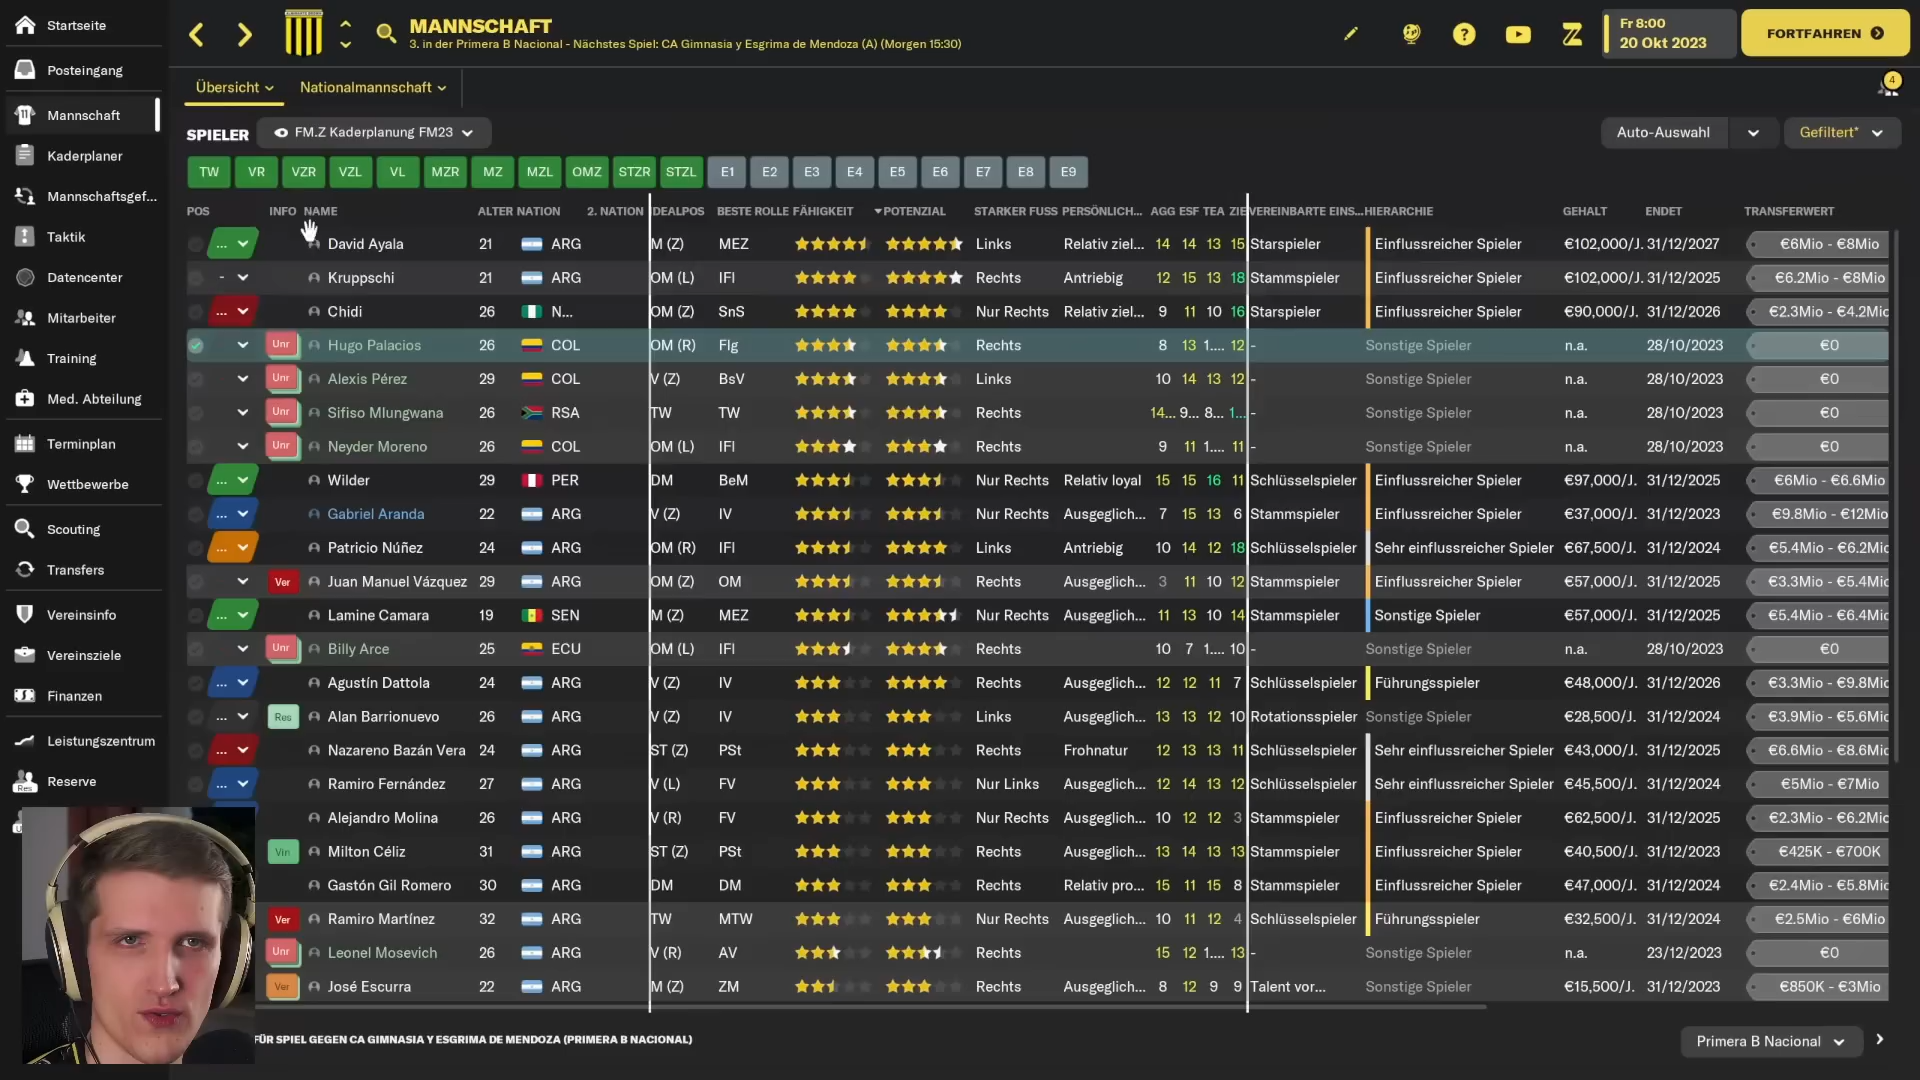 Startseite
Posteingang
Mannschaft
Kaderplaner
Mannschaftsgef...
Taktik
Datencenter
Mitarbeiter
Training
Med. Abteilung
Terminplan
Wettbewerbe
Scouting
Transfers
Vereinsinfo
Vereinsziele
Finanzen
Leistungszentrum
Reserve
MANNSCHAFT
3. in der Primera B Nacional - Nächstes Spiel: CA Gimnasia y Esgrima de Mendoza (A) (Morgen 15:30)
Fr 8:00
20 Okt 2023
FORTFAHREN
Übersicht Nationalmannschaft
4
SPIELER FM.Z Kaderplanung FM23 Auto-Auswahl Gefiltert*
TW VR VZR VZL VL MZR MZ MZL OMZ STZR STZL E1 E2 E3 E4 E5 E6 E7 E8 E9
POS INFO NAME ALTER NATION 2. NATION IDEALPOS BESTE ROLLE FÄHIGKEIT POTENZIAL STARKER FUSS PERSÖNLICH... AGG ESF TEA ZIE VEREINBARTE EINS... HIERARCHIE GEHALT ENDET TRANSFERWERT
... David Ayala 21 ARG M (Z) MEZ Links Relativ ziel... 14 14 13 15 Starspieler Einflussreicher Spieler €102,000/J. 31/12/2027 €6Mio - €8Mio
- Kruppschi 21 ARG OM (L) IFl Rechts Antriebig 12 15 13 18 Stammspieler Einflussreicher Spieler €102,000/J. 31/12/2025 €6.2Mio - €8Mio
... Chidi 26 N... OM (Z) SnS Nur Rechts Relativ ziel... 9 11 10 16 Starspieler Einflussreicher Spieler €90,000/J. 31/12/2026 €2.3Mio - €4.2Mio
Unr Hugo Palacios 26 COL OM (R) Flg Rechts 8 13 1.... 12 - Sonstige Spieler n.a. 28/10/2023 €0
Unr Alexis Pérez 29 COL V (Z) BsV Links 10 14 13 12 - Sonstige Spieler n.a. 28/10/2023 €0
Unr Sifiso Mlungwana 26 RSA TW TW Rechts 14... 9... 8... 1... - Sonstige Spieler n.a. 28/10/2023 €0
Unr Neyder Moreno 26 COL OM (L) IFl Rechts 9 11 1.... 11 - Sonstige Spieler n.a. 28/10/2023 €0
... Wilder 29 PER DM BeM Nur Rechts Relativ loyal 15 15 16 11 Schlüsselspieler Einflussreicher Spieler €97,000/J. 31/12/2025 €6Mio - €6.6Mio
... Gabriel Aranda 22 ARG V (Z) IV Nur Rechts Ausgeglich... 7 15 13 6 Stammspieler Einflussreicher Spieler €37,000/J. 31/12/2023 €9.8Mio - €12Mio
... Patricio Núñez 24 ARG OM (R) IFl Links Antriebig 10 14 12 18 Schlüsselspieler Sehr einflussreicher Spieler €67,500/J. 31/12/2024 €5.4Mio - €6.2Mio
Ver Juan Manuel Vázquez 29 ARG OM (Z) OM Rechts Ausgeglich... 3 11 10 12 Stammspieler Einflussreicher Spieler €57,000/J. 31/12/2025 €3.3Mio - €5.4Mio
... Lamine Camara 19 SEN M (Z) MEZ Nur Rechts Ausgeglich... 11 13 10 14 Stammspieler Sonstige Spieler €57,000/J. 31/12/2025 €5.4Mio - €6.4Mio
Unr Billy Arce 25 ECU OM (L) IFl Rechts 10 7 1.... 10 - Sonstige Spieler n.a. 28/10/2023 €0
... Agustín Dattola 24 ARG V (Z) IV Rechts Ausgeglich... 12 12 11 7 Schlüsselspieler Führungsspieler €48,000/J. 31/12/2026 €3.3Mio - €9.8Mio
... Res Alan Barrionuevo 26 ARG V (Z) IV Links Ausgeglich... 13 13 12 10 Rotationsspieler Sonstige Spieler €28,500/J. 31/12/2024 €3.9Mio - €5.6Mio
... Nazareno Bazán Vera 24 ARG ST (Z) PSt Rechts Frohnatur 12 13 13 11 Schlüsselspieler Sehr einflussreicher Spieler €43,000/J. 31/12/2025 €6.6Mio - €8.6Mio
... Ramiro Fernández 27 ARG V (L) FV Nur Links Ausgeglich... 12 14 13 12 Schlüsselspieler Sehr einflussreicher Spieler €45,500/J. 31/12/2024 €5Mio - €7Mio
Alejandro Molina 26 ARG V (R) FV Nur Rechts Ausgeglich... 10 12 12 3 Stammspieler Einflussreicher Spieler €62,500/J. 31/12/2025 €2.3Mio - €6.2Mio
Vin Milton Céliz 31 ARG ST (Z) PSt Rechts Ausgeglich... 13 14 13 13 Stammspieler Einflussreicher Spieler €40,500/J. 31/12/2023 €425K - €700K
Gastón Gil Romero 30 ARG DM DM Rechts Relativ pro... 15 11 15 8 Stammspieler Einflussreicher Spieler €47,000/J. 31/12/2024 €2.4Mio - €5.8Mio
Ver Ramiro Martínez 32 ARG TW MTW Nur Rechts Ausgeglich... 10 11 12 4 Schlüsselspieler Führungsspieler €32,500/J. 31/12/2024 €2.5Mio - €6Mio
Unr Leonel Mosevich 26 ARG V (R) AV Rechts 15 12 1.... 13 - Sonstige Spieler n.a. 23/12/2023 €0
Ver José Escurra 22 ARG M (Z) ZM Rechts Ausgeglich... 8 12 9 9 Talent vor... Sonstige Spieler €15,500/J. 31/12/2023 €850K - €3Mio
FÜR SPIEL GEGEN CA GIMNASIA Y ESGRIMA DE MENDOZA (PRIMERA B NACIONAL)
Primera B Nacional